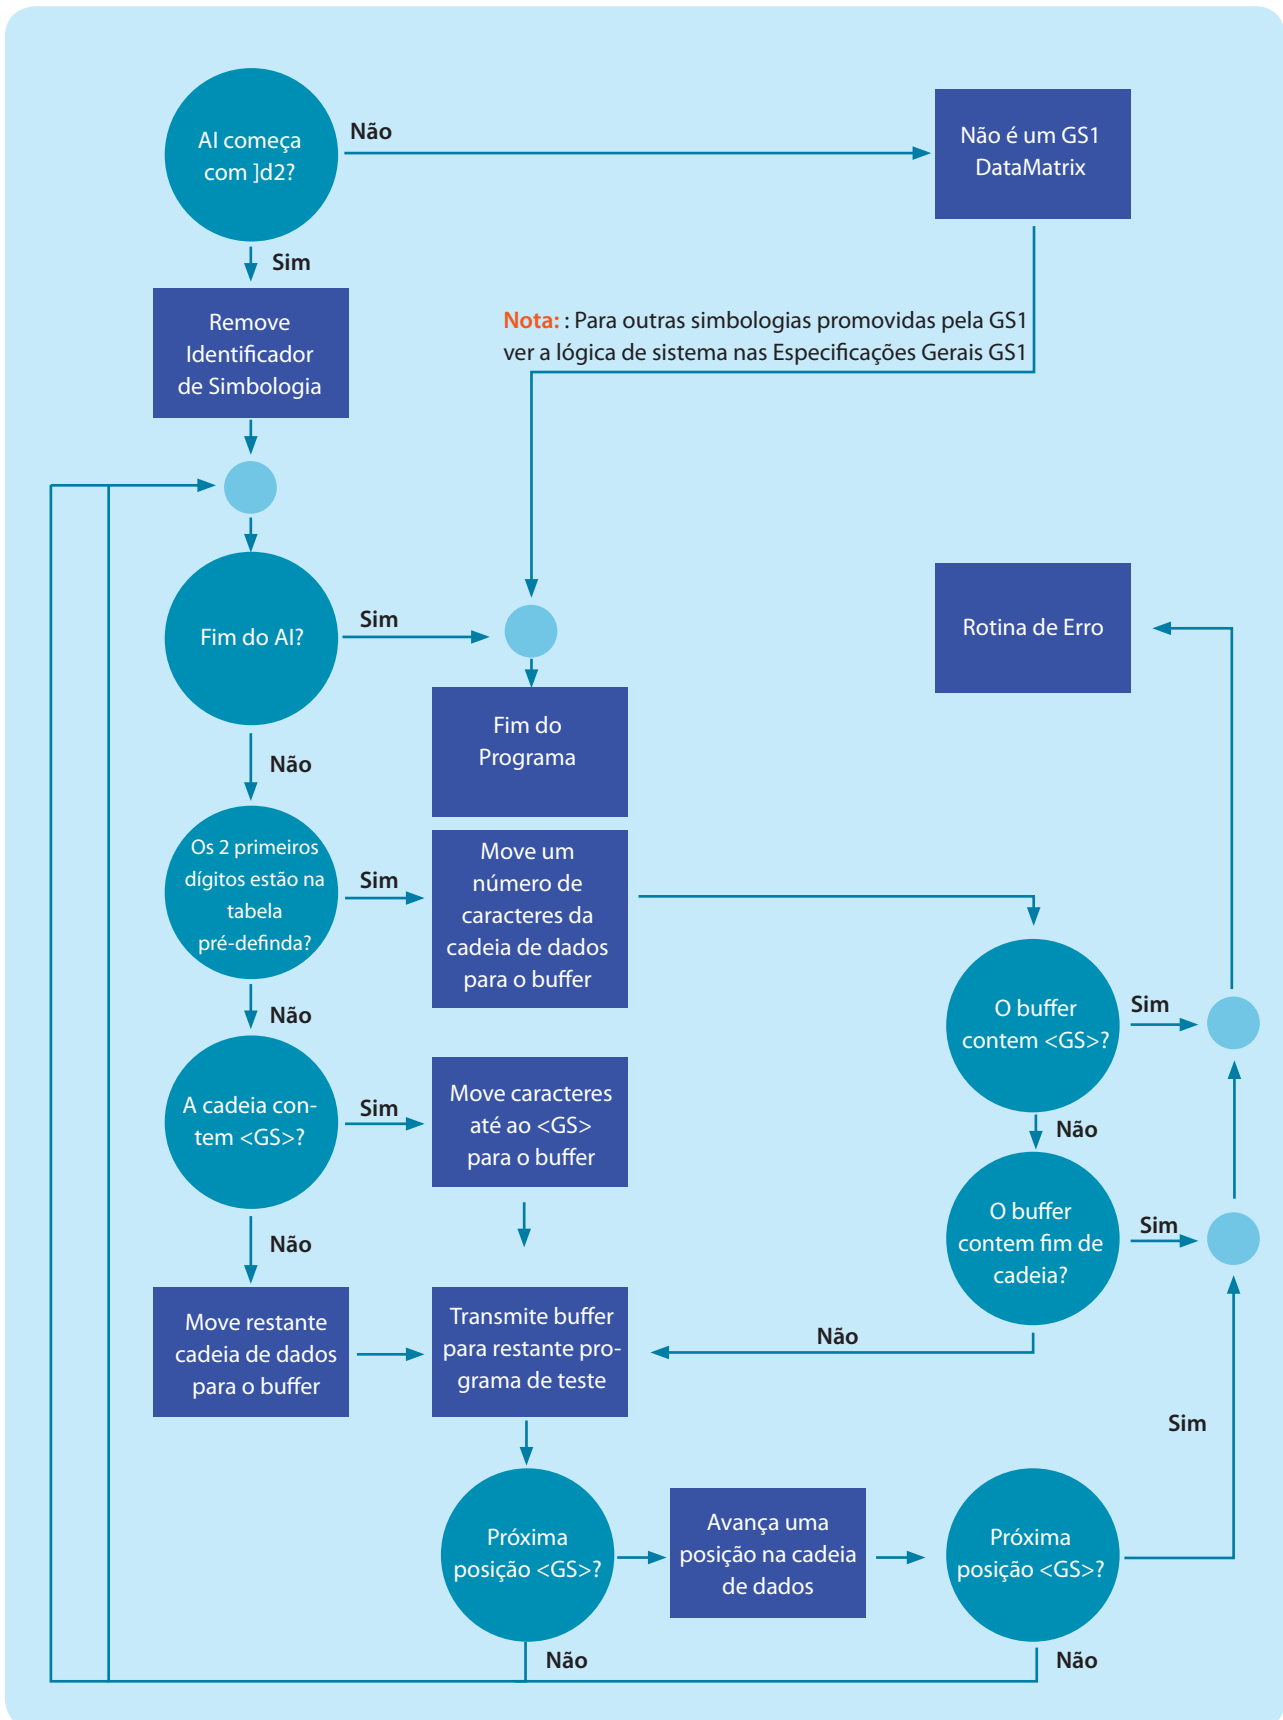 AI começa
com ]d2?
Não
Não é um GS1
DataMatrix
Sim
Remove
Identificador
de Simbologia
Nota: : Para outras simbologias promovidas pela GS1
ver a lógica de sistema nas Especificações Gerais GS1
Fim do AI?
Sim
Rotina de Erro
Não
Fim do
Programa
Os 2 primeiros
dígitos estão na
tabela
pré-definda?
Sim
Move um
número de
caracteres da
cadeia de dados
para o buffer
Não
O buffer
contem <GS>?
Sim
A cadeia con-
tem <GS>?
Sim
Move caracteres
até ao <GS>
para o buffer
Não
O buffer
contem fim de
cadeia?
Sim
Não
Move restante
cadeia de dados
para o buffer
Transmite buffer
para restante pro-
grama de teste
Não
Sim
Próxima
posição <GS>?
Avança uma
posição na cadeia
de dados
Próxima
posição <GS>?
Não
Não